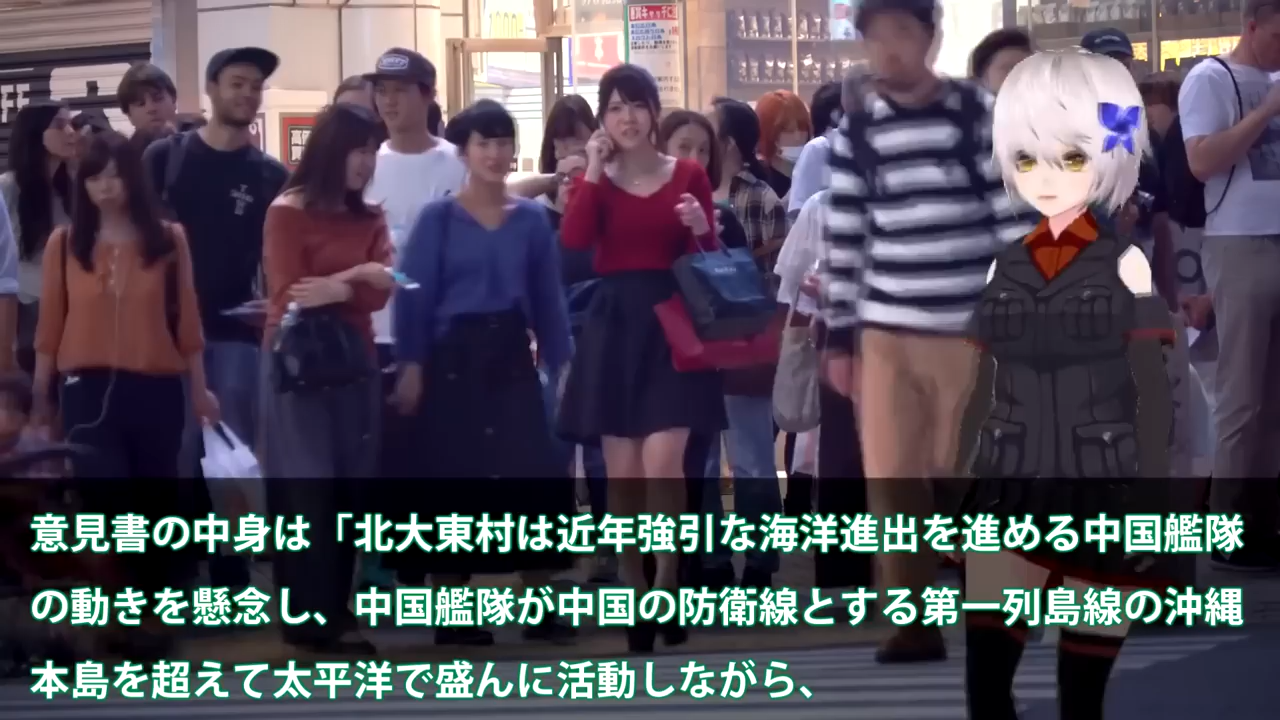 意見書の中身は「北大東村は近年強引な海洋進出を進める中国艦隊
の動きを懸念し、中国艦隊が中国の防衛線とする第一列島線の沖縄
本島を超えて太平洋で盛んに活動しながら、